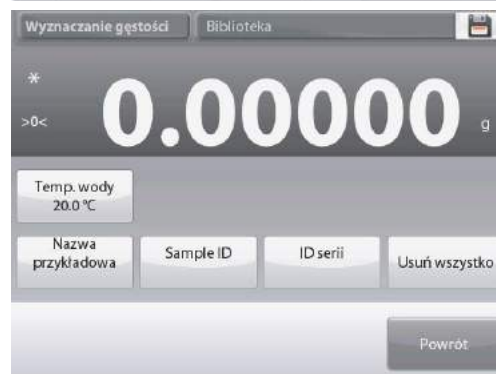 Wyznaczanie gęstości Biblioteka
*
>0< 0.00000 g
Temp. wody
20.0 °C
Nazwa
przykładowa
Sample ID
ID serii
Usuń wszystko
Powrót